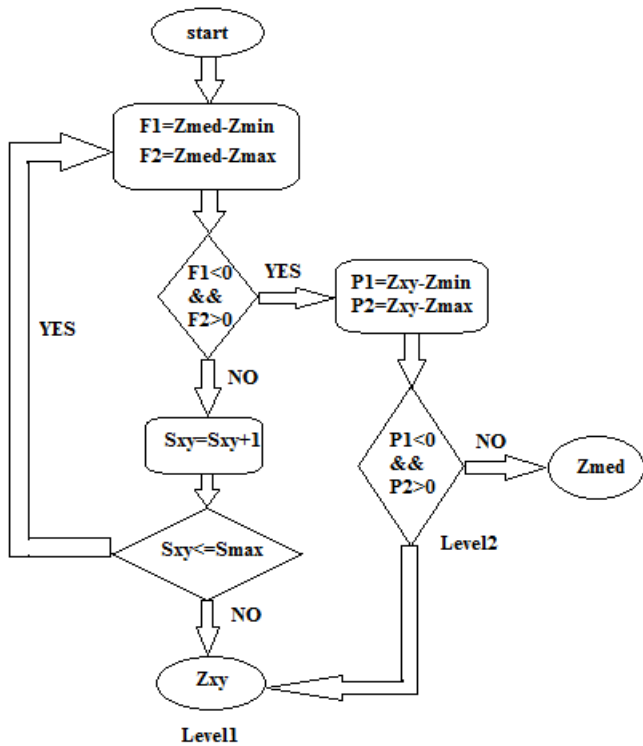 start
F1=Zmed-Zmin
F2=Zmed-Zmax
F1<0
&&
F2>0
YES
P1=Zxy-Zmin
P2=Zxy-Zmax
YES
NO
Sxy=Sxy+1
P1<0
&&
P2>0
NO
Zmed
Sxy<=Smax
Level2
NO
Zxy
Level1